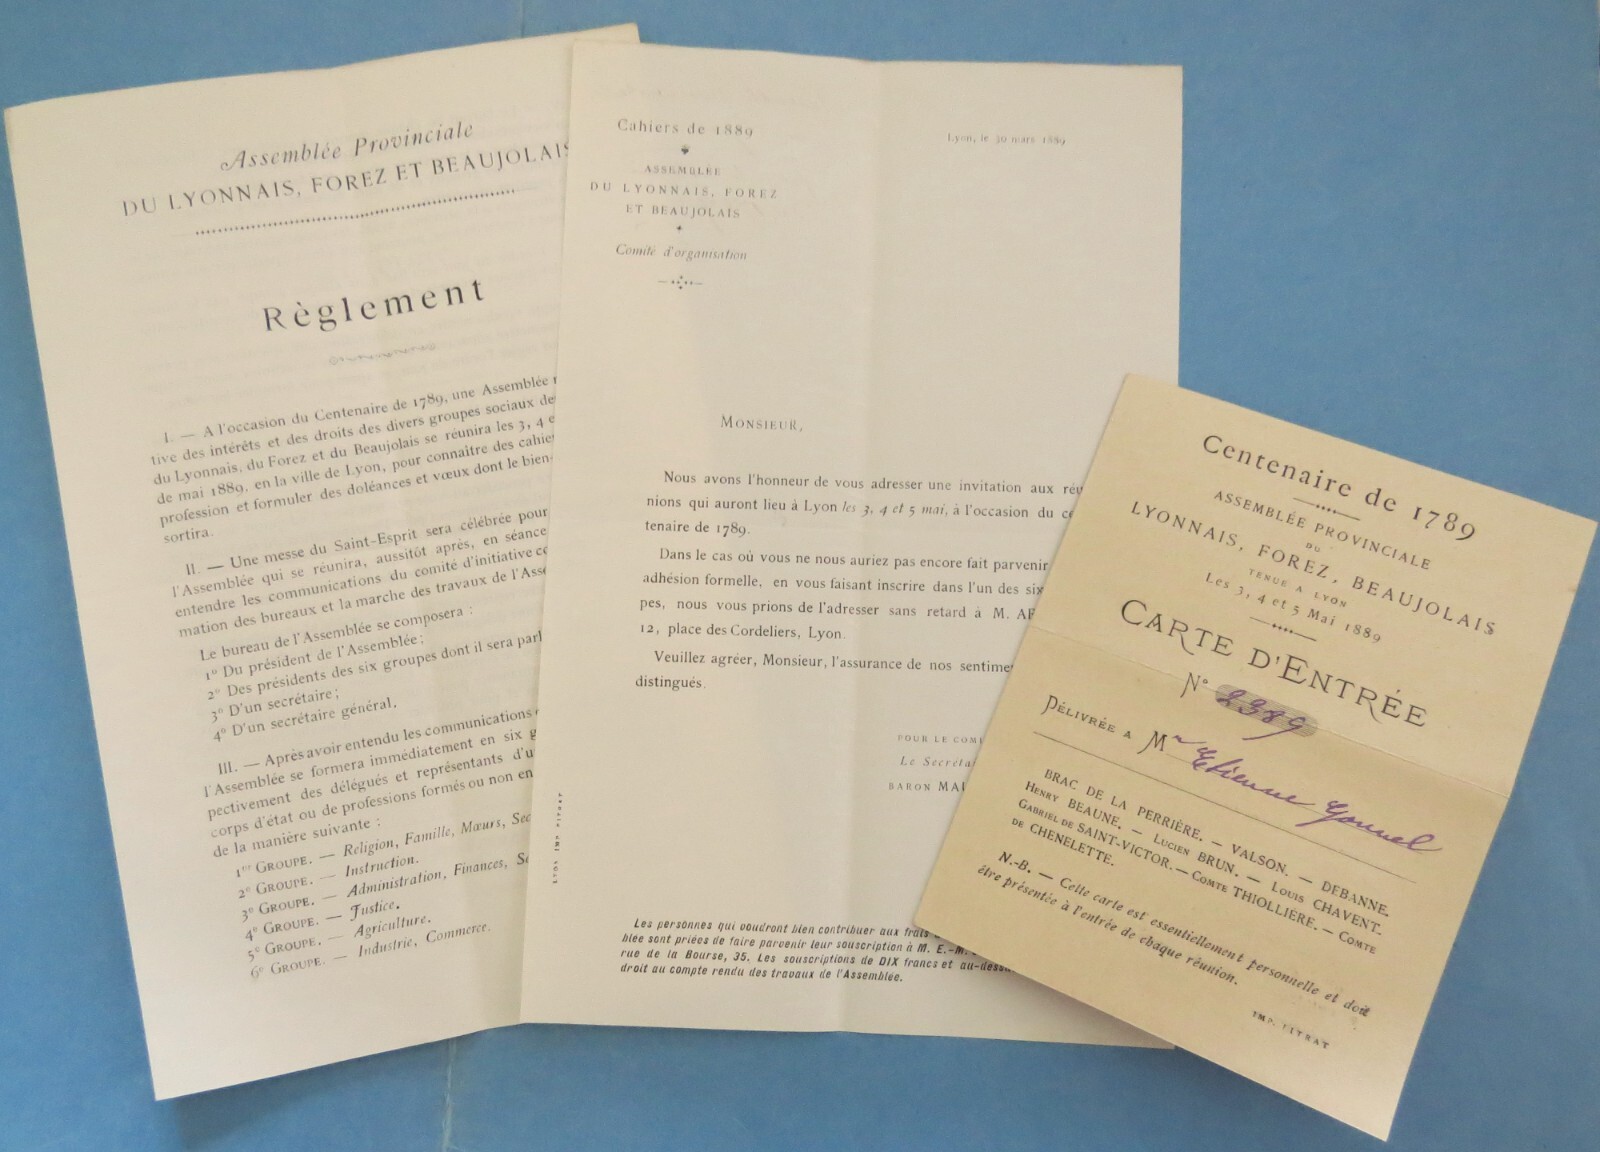 Assemblée Provinciale
DU LYONNAIS, FOREZ ET BEAUJOLAIS
Règlement
I. — A l'occasion du Centenaire de 1789, une Assemblée
tive des intérêts et des droits des divers groupes sociaux
du Lyonnais, du Forez et du Beaujolais se réunira les 3, 4
de mai 1889, en la ville de Lyon, pour connaître des
profession et formuler des doléances et vœux dont le bien-
sortira.
II. — Une messe du Saint-Esprit sera célébrée pour
l'Assemblée qui se réunira, aussitôt après, en séance
entendre les communications du comité d'initiative
mation des bureaux et la marche des travaux de
Le bureau de l'Assemblée se composera :
1° Du président de l'Assemblée;
2° Des présidents des six groupes dont il sera
3° D'un secrétaire;
4° D'un secrétaire général.
III. — Après avoir entendu les communications
l'Assemblée se formera immédiatement en six
pectivement des délégués et représentants
corps d'état ou de professions formés ou non en
de la manière suivante :
1er GROUPE. — Religion, Famille, Mœurs,
2e GROUPE. — Instruction.
3e GROUPE. — Administration, Finances,
4e GROUPE. — Justice.
5e GROUPE. — Agriculture.
6e GROUPE. — Industrie, Commerce.
Cahiers de 1889
ASSEMBLÉE
DU LYONNAIS, FOREZ
ET BEAUJOLAIS
Comité d'organisation
Lyon, le 30 mars 1889
MONSIEUR,
Nous avons l'honneur de vous adresser une invitation aux réu
nions qui auront lieu à Lyon les 3, 4 et 5 mai, à l'occasion du
tenaire de 1789.
Dans le cas où vous ne nous auriez pas encore fait parvenir
adhésion formelle, en vous faisant inscrire dans l'un des six
pes, nous vous prions de l'adresser sans retard à M.
12, place des Cordeliers, Lyon.
Veuillez agréer, Monsieur, l'assurance de nos
distingués.
POUR LE
Le
BARON
LYON IMP PITRAT
Les personnes qui voudront bien contribuer aux frais
blée sont priées de faire parvenir leur souscription à M. E.-M.
rue de la Bourse, 35. Les souscriptions de DIX francs et
droit au compte rendu des travaux de l'Assemblée.
Centenaire de 1789
ASSEMBLÉE PROVINCIALE
DU
LYONNAIS, FOREZ, BEAUJOLAIS
TENUE A LYON
Les 3, 4 et 5 Mai 1889
CARTE D'ENTRÉE
N° 2389
DÉLIVRÉE A Mr Etienne
BRAC DE LA PERRIÈRE. — VALSON. — DEBANNE.
HENRY BEAUNE. — LUCIEN BRUN. — LOUIS CHAVENT.
GABRIEL DE SAINT-VICTOR. — COMTE THIOLLIÈRE. — COMTE
DE CHENELETTE.
N.-B. — Cette carte est essentiellement personnelle et doit
être présentée à l'entrée de chaque réunion.
IMP. PITRAT